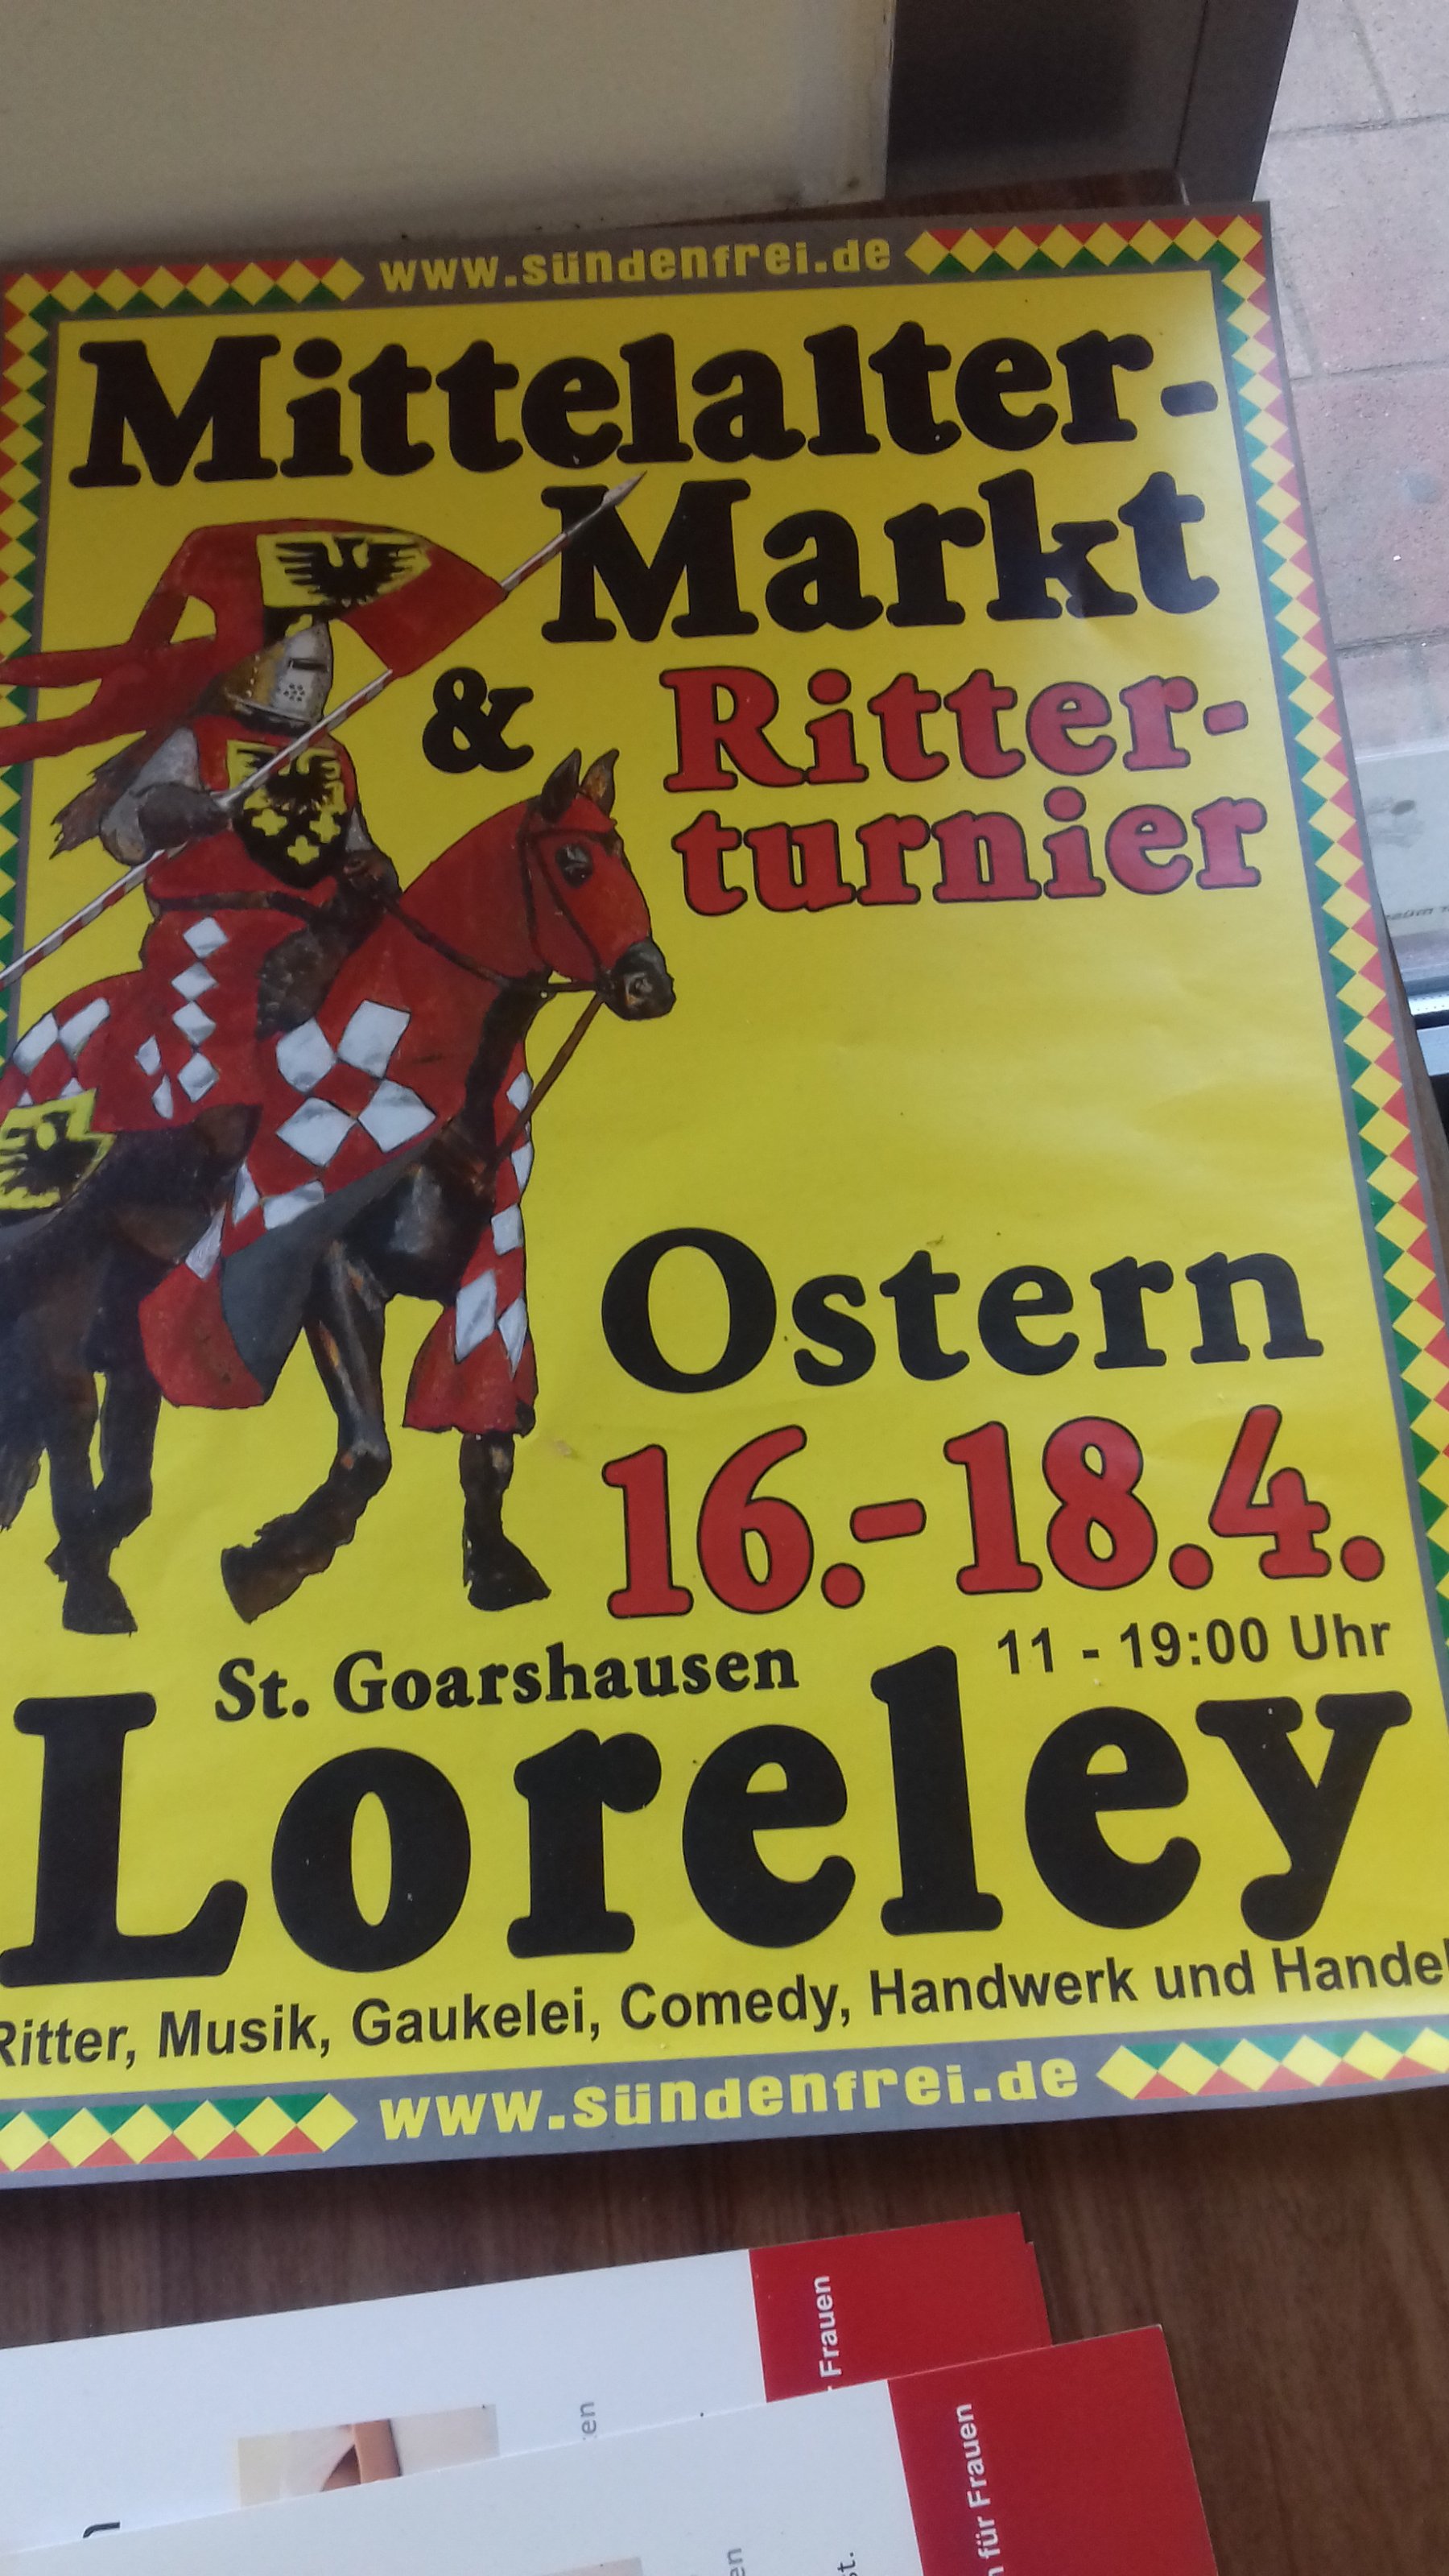 www.sündenfrei.de
Mittelalter-
Markt
& Ritter-
turnier
Ostern
16.-18.4.
11 - 19:00 Uhr
St. Goarshausen
Loreley
Ritter, Musik, Gaukelei, Comedy, Handwerk und Handel
www.sündenfrei.de
Frauen
für Frauen